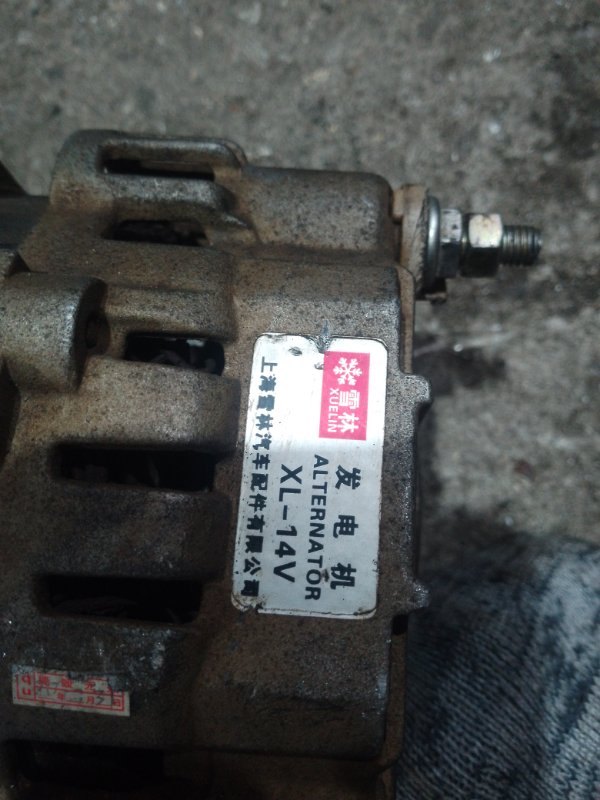 雪林
XUELIN
发电机
ALTERNATOR
XL-14V
上海雪林汽车配件有限公司